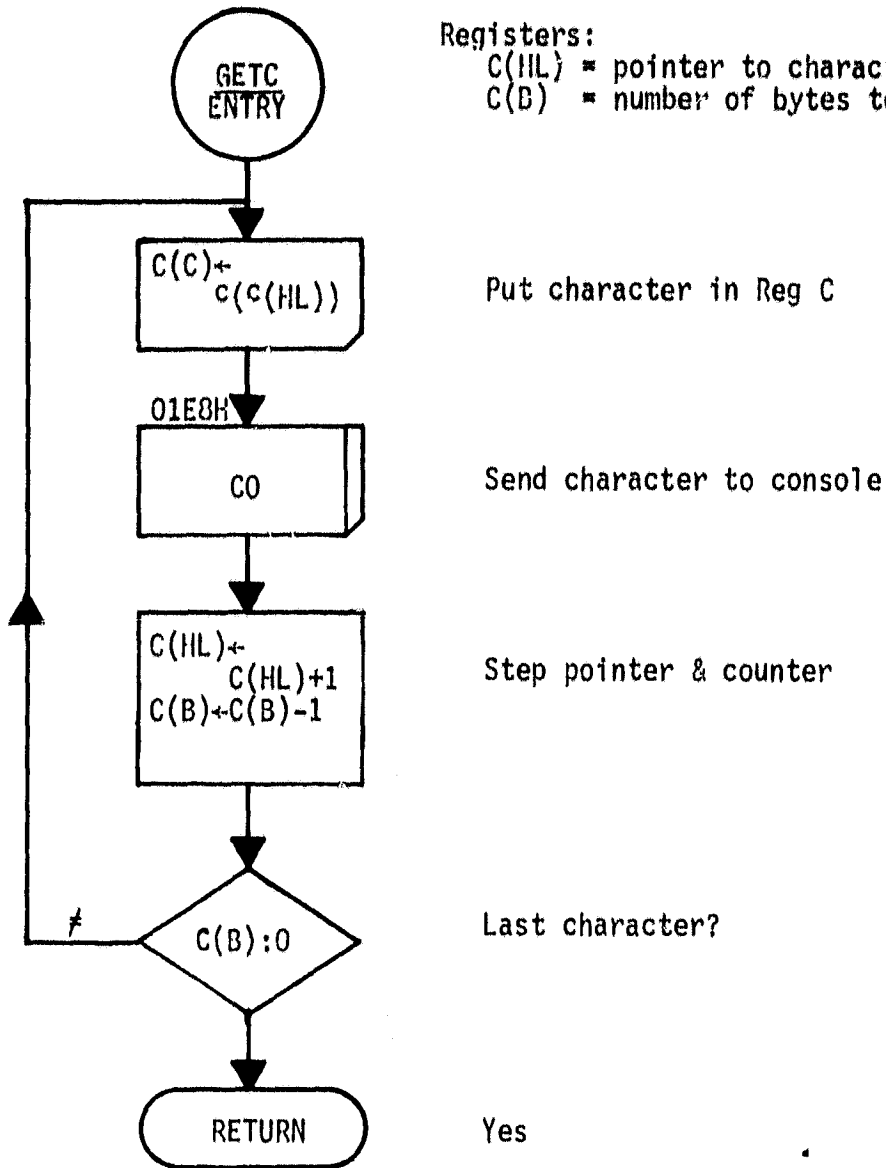 GETC
ENTRY
Registers:
C(HL) = pointer to charac
C(B) = number of bytes t
C(C)←
c(c(HL))
Put character in Reg C
01E8H
CO
Send character to console
C(HL)←
C(HL)+1
C(B)←C(B)-1
Step pointer & counter
≠
C(B):0
Last character?
RETURN
Yes